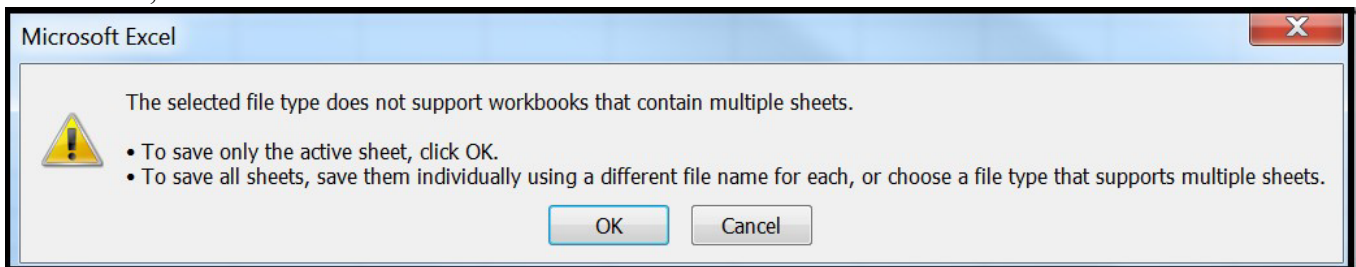 Microsoft Excel
X
The selected file type does not support workbooks that contain multiple sheets.
• To save only the active sheet, click OK.
• To save all sheets, save them individually using a different file name for each, or choose a file type that supports multiple sheets.
OK Cancel